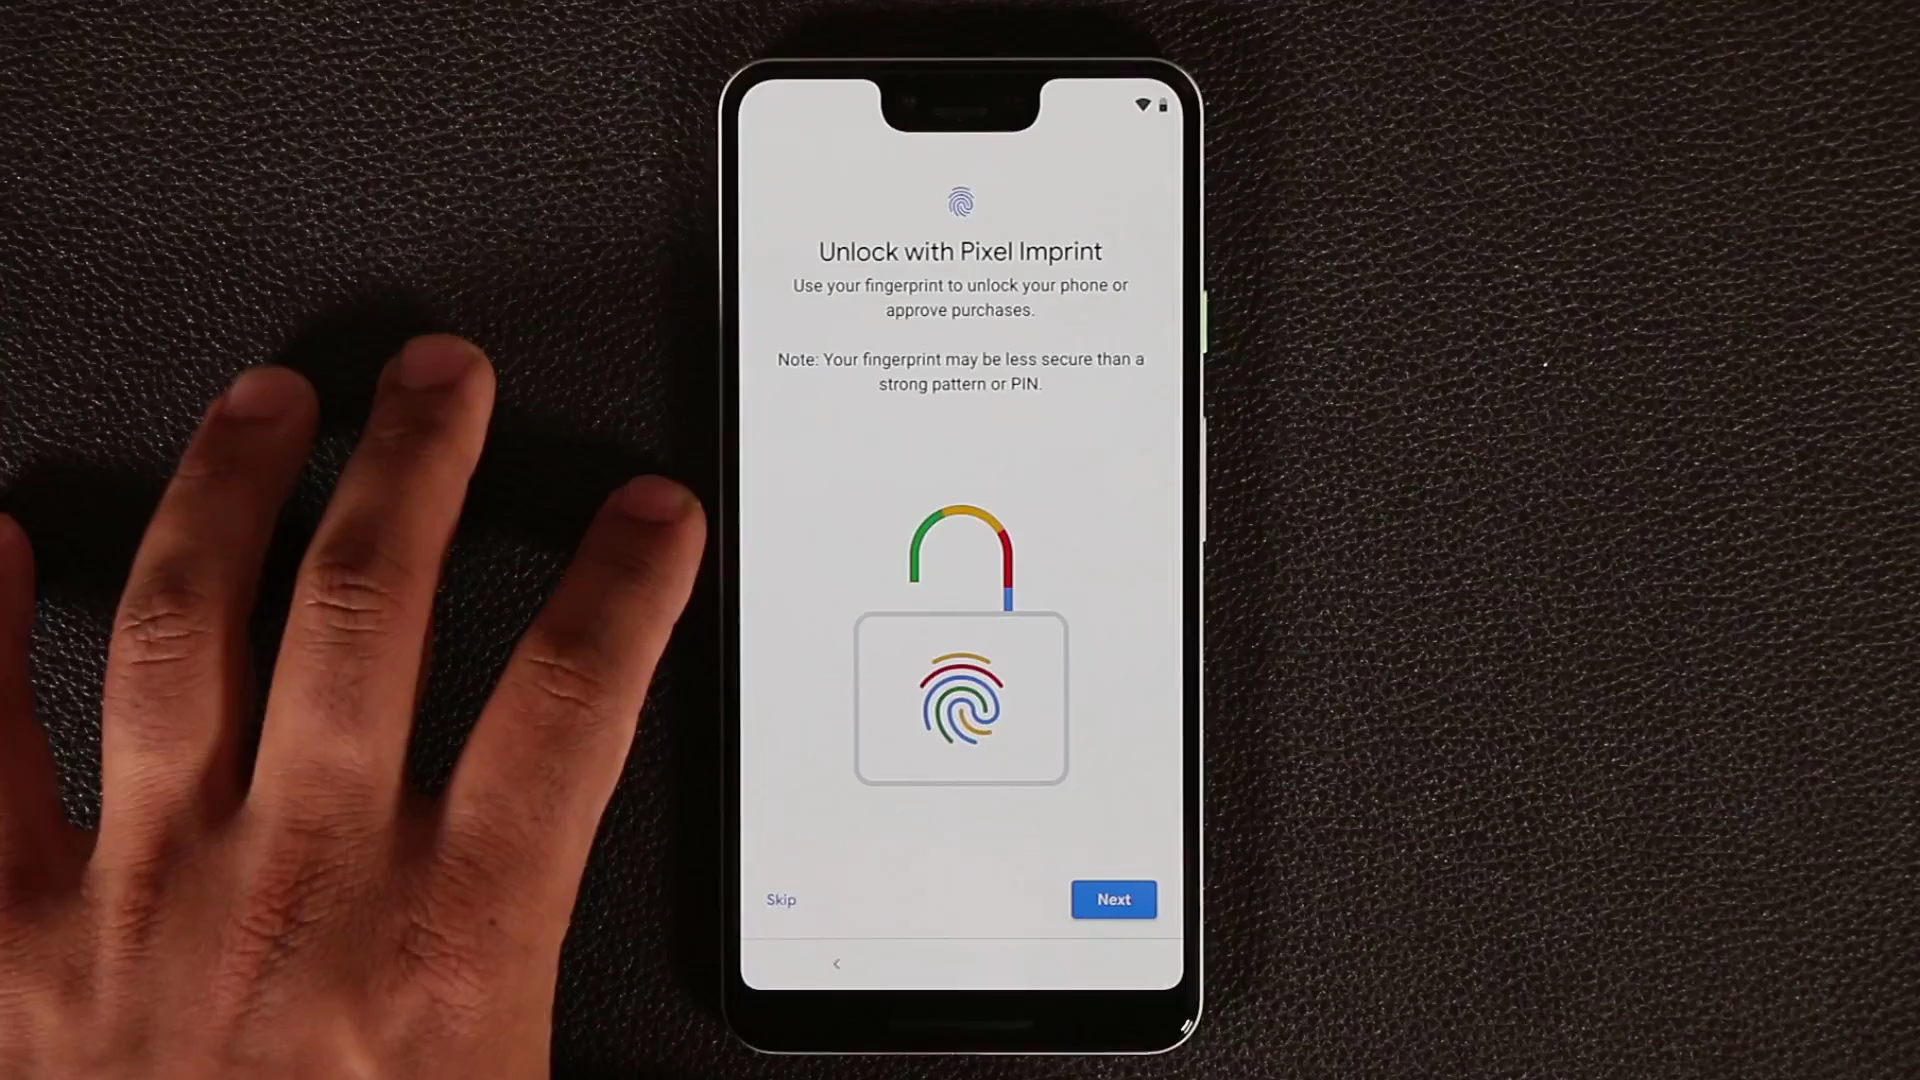 Unlock with Pixel Imprint
Use your fingerprint to unlock your phone or
approve purchases.
Note: Your fingerprint may be less secure than a
strong pattern or PIN.
Skip
Next